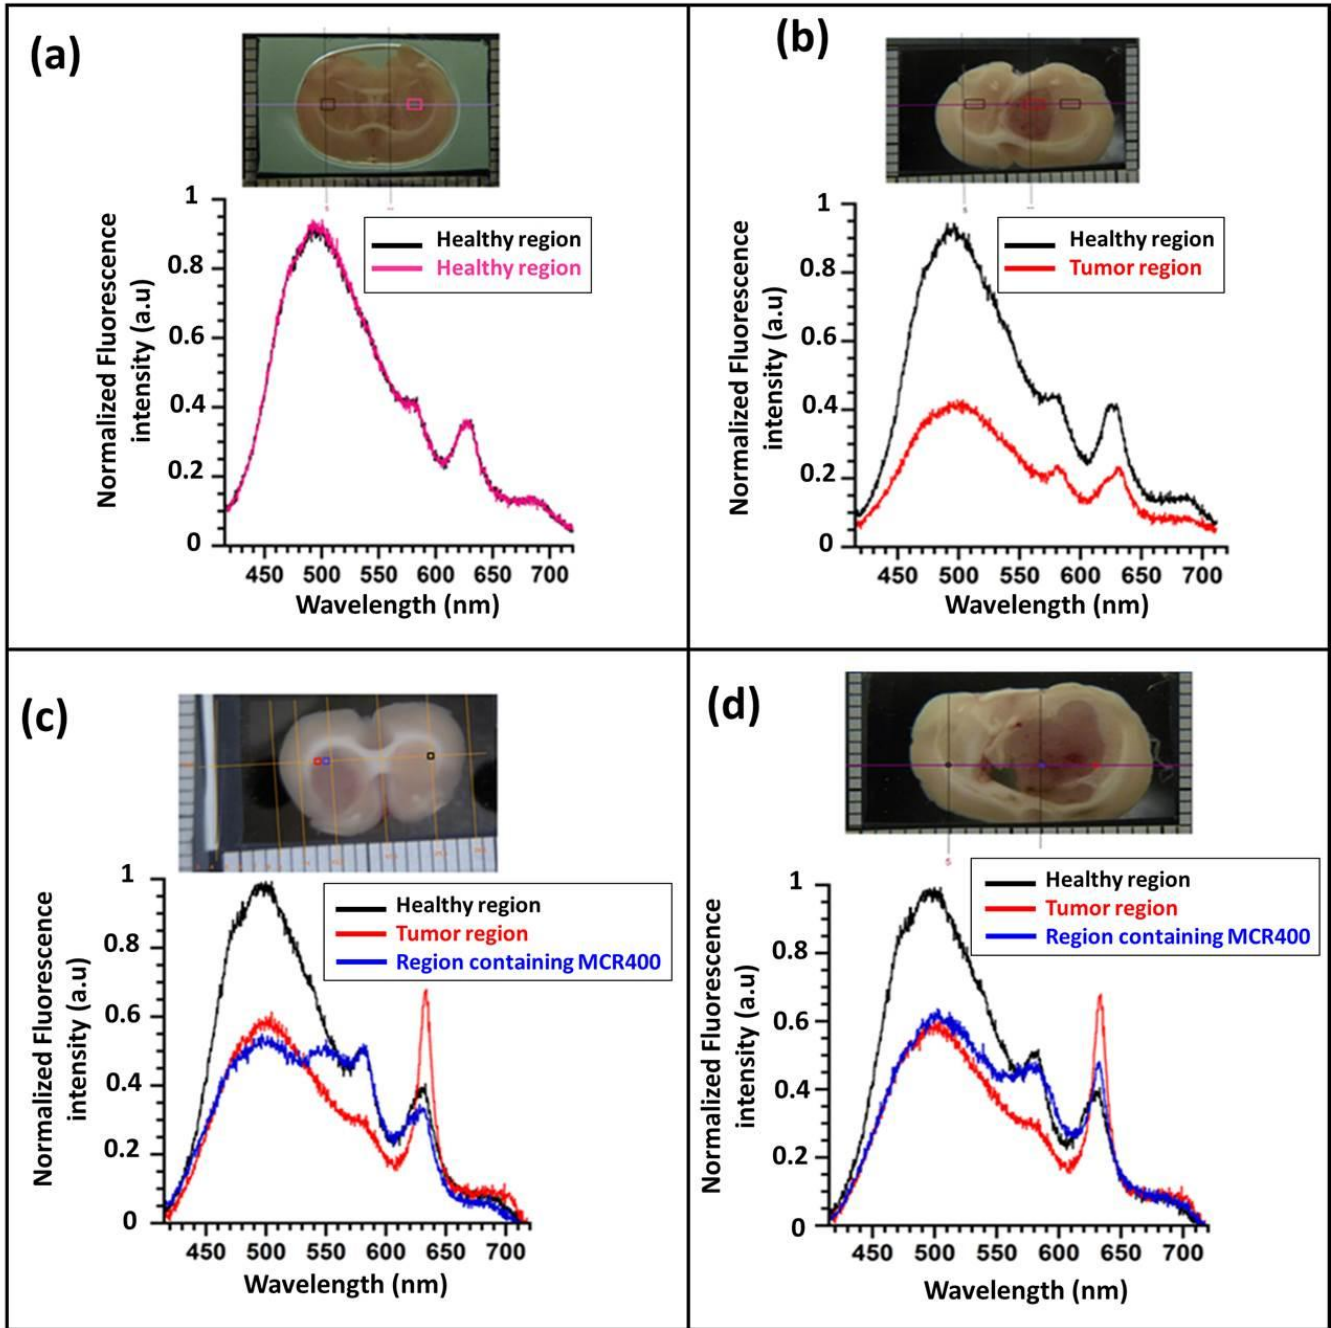 (a)
Normalized Fluorescence
intensity (a.u)
1
0.8
0.6
0.4
0.2
0
Healthy region
Healthy region
450 500 550 600 650 700
Wavelength (nm)
(b)
Normalized Fluorescence
intensity (a.u)
1
0.8
0.6
0.4
0.2
0
Healthy region
Tumor region
450 500 550 600 650 700
Wavelength (nm)
(c)
Normalized Fluorescence
intensity (a.u)
1
0.8
0.6
0.4
0.2
0
Healthy region
Tumor region
Region containing MCR400
450 500 550 600 650 700
Wavelength (nm)
(d)
5
Normalized Fluorescence
intensity (a.u)
1
0.8
0.6
0.4
0.2
0
Healthy region
Tumor region
Region containing MCR400
450 500 550 600 650 700
Wavelength (nm)